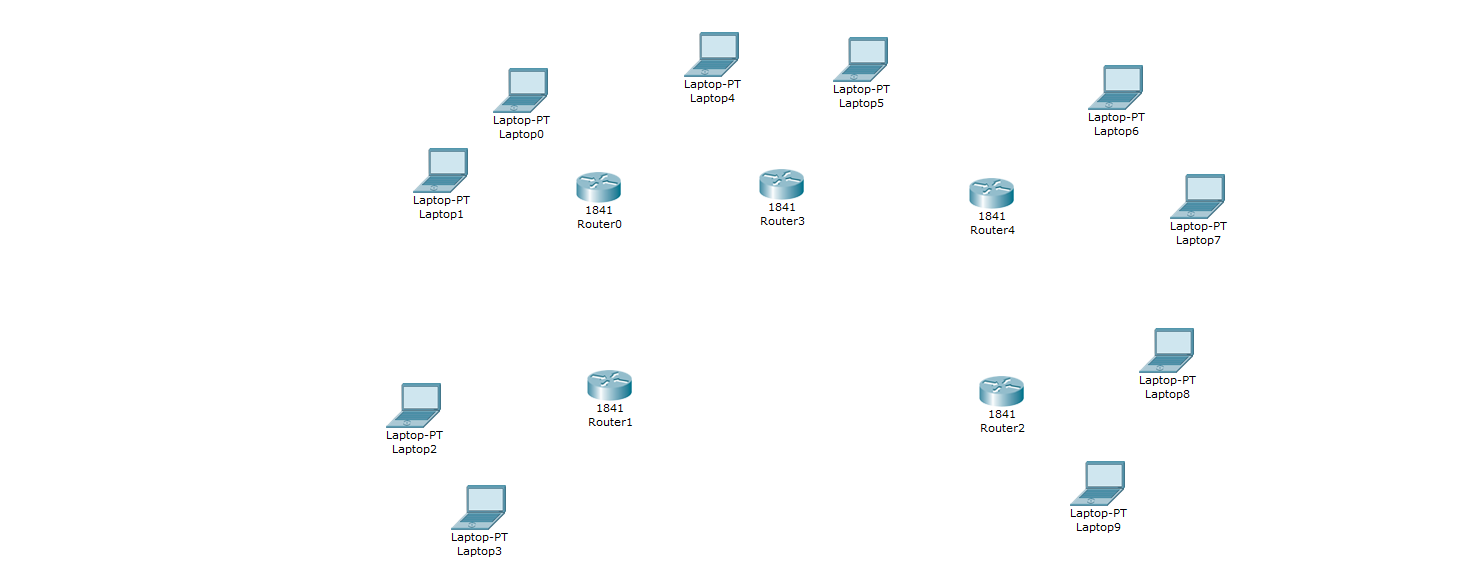 Laptop-PT
Laptop4
Laptop-PT
Laptop5
Laptop-PT
Laptop0
Laptop-PT
Laptop6
Laptop-PT
Laptop1
1841
Router0
1841
Router3
1841
Router4
Laptop-PT
Laptop7
Laptop-PT
Laptop8
1841
Router1
1841
Router2
Laptop-PT
Laptop2
Laptop-PT
Laptop9
Laptop-PT
Laptop3